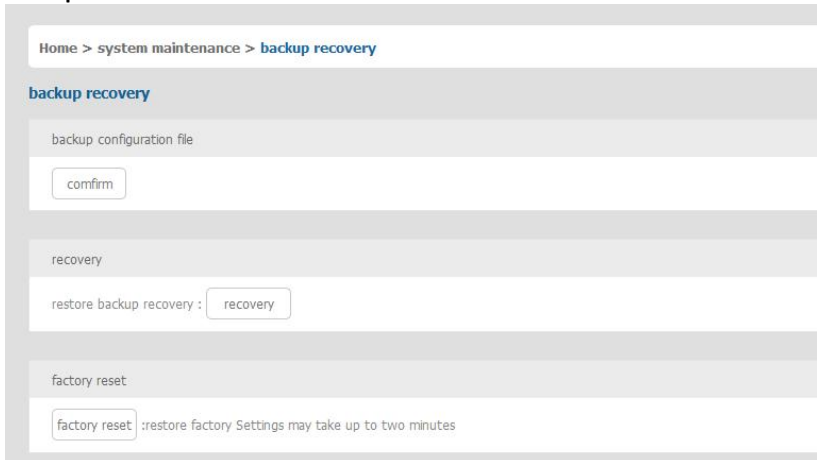 Home > system maintenance > backup recovery
backup recovery
backup configuration file
comfirm
recovery
restore backup recovery : recovery
factory reset
factory reset :restore factory Settings may take up to two minutes